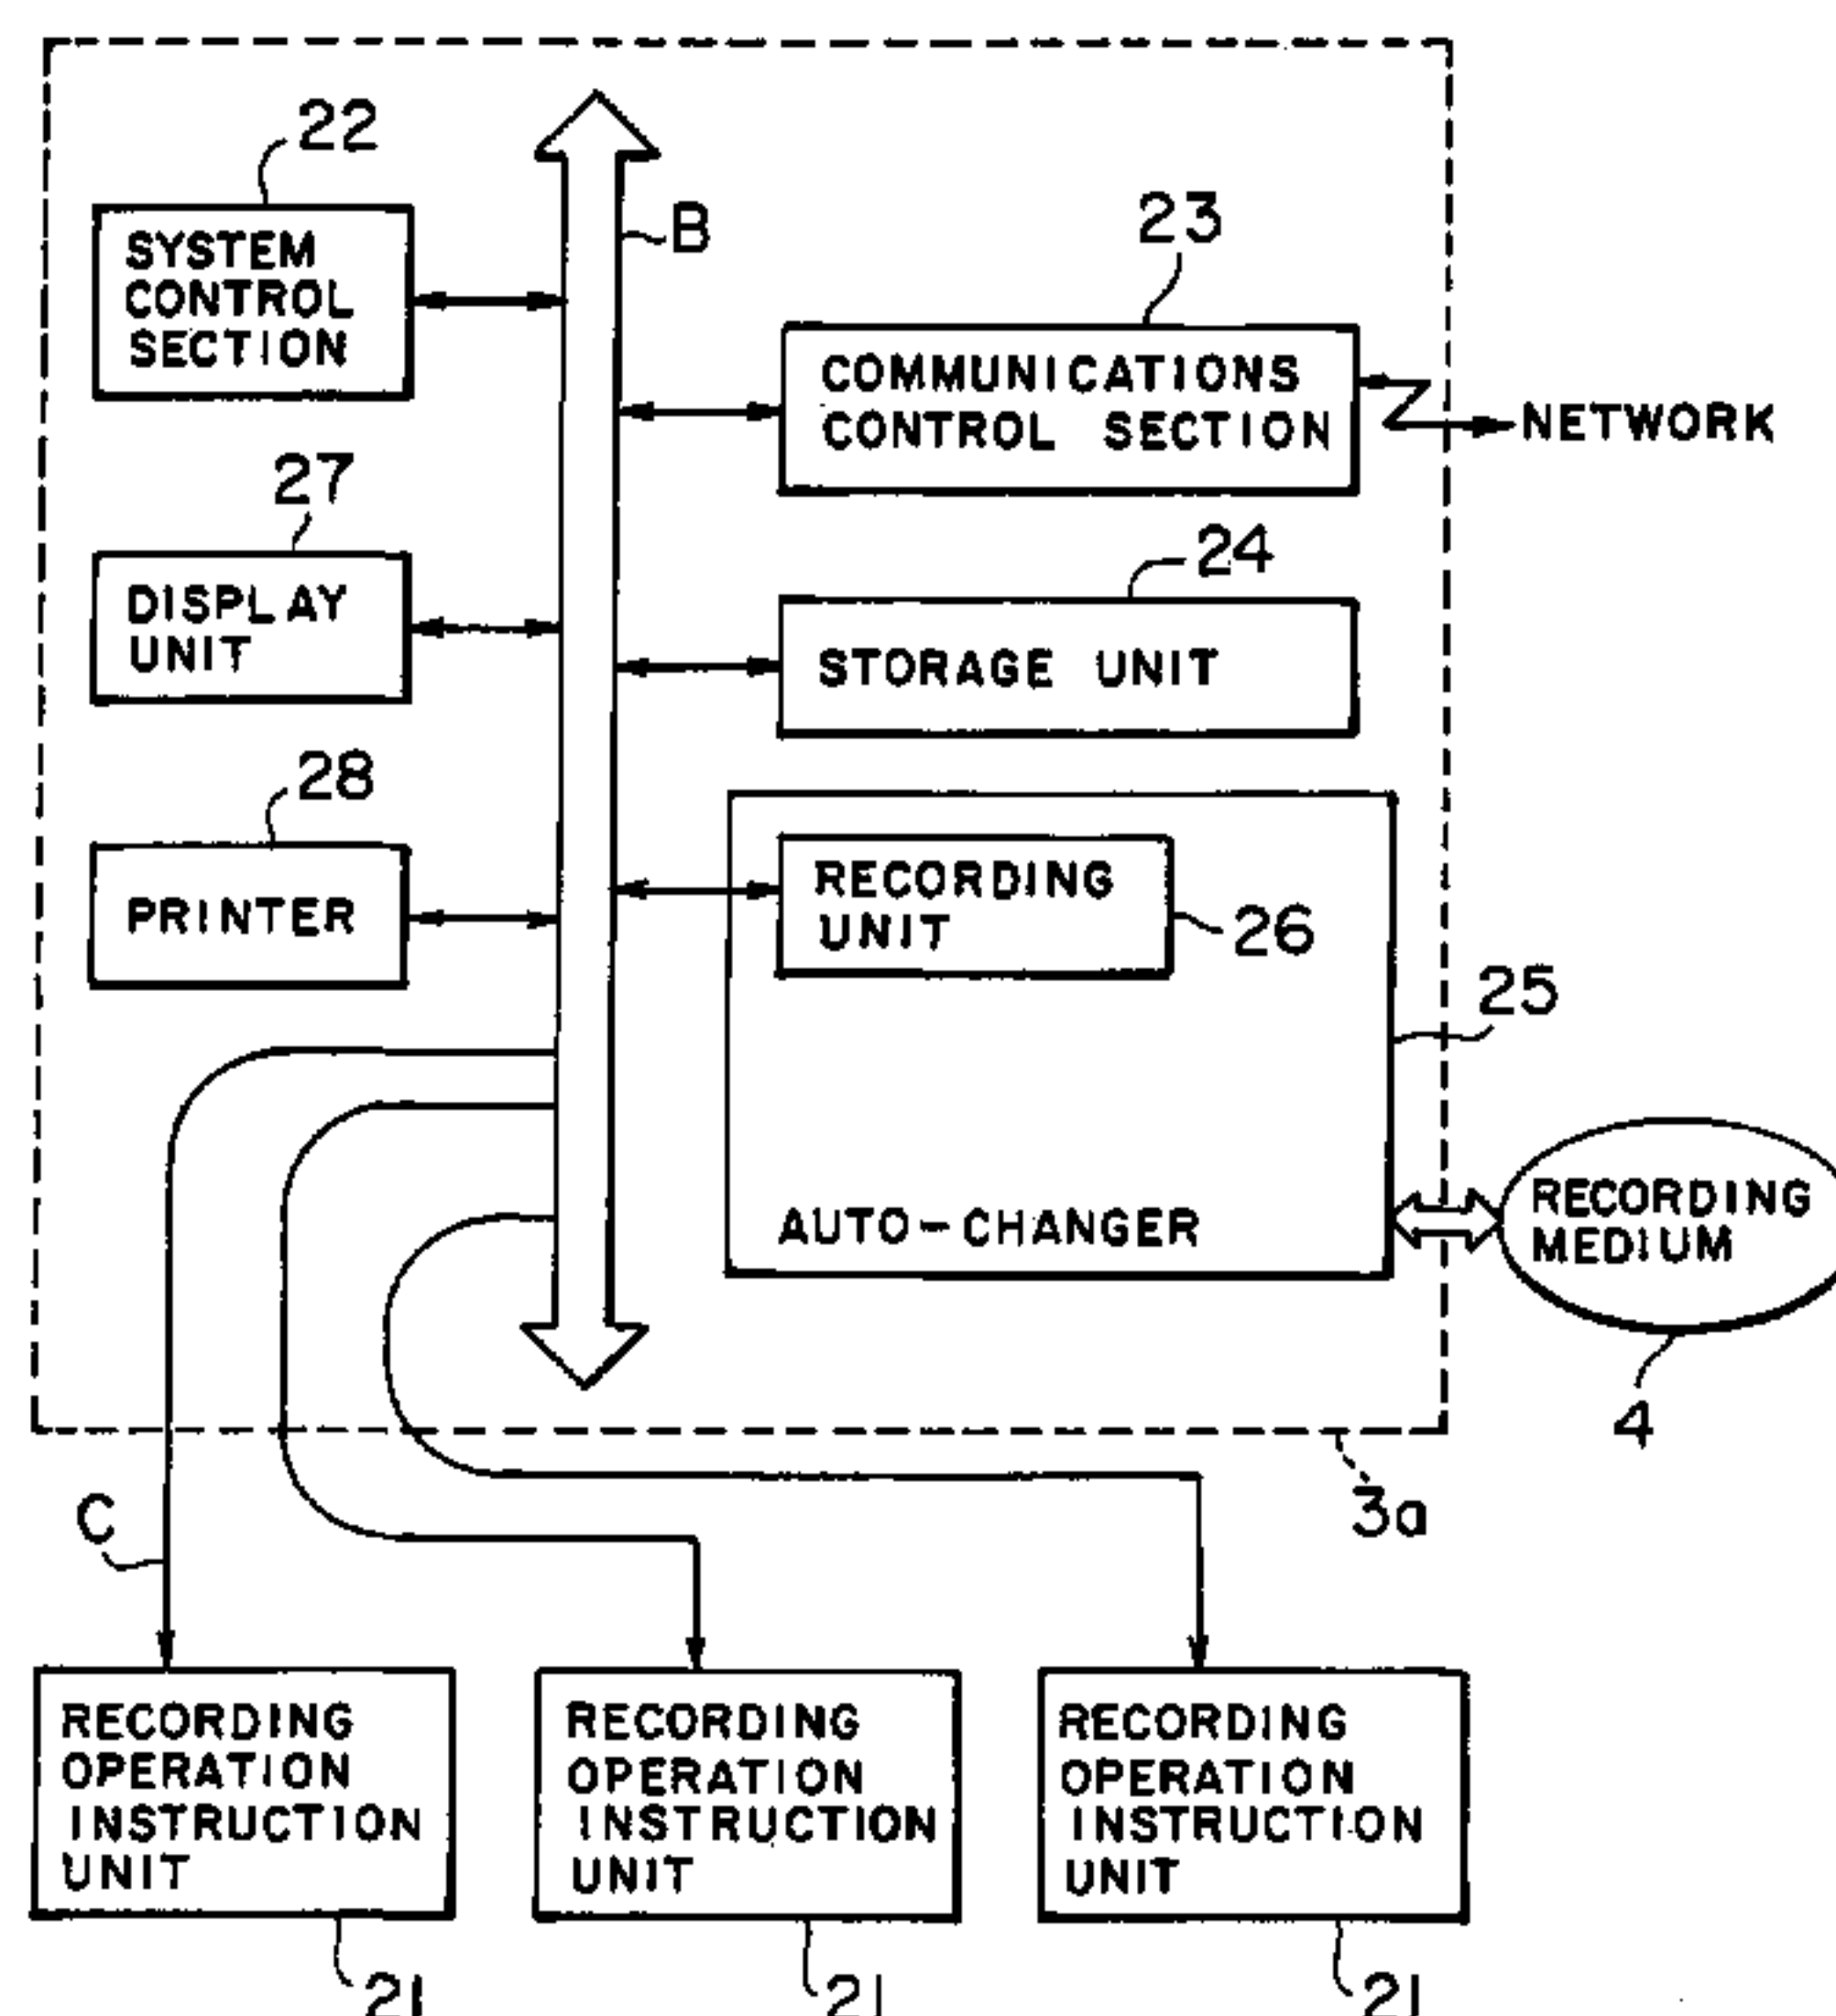 22
SYSTEM
CONTROL
SECTION
B
23
COMMUNICATIONS
CONTROL SECTION
NETWORK
27
DISPLAY
UNIT
24
STORAGE UNIT
28
PRINTER
RECORDING
UNIT
26
25
AUTO-CHANGER
RECORDING
MEDIUM
4
3a
C
RECORDING
OPERATION
INSTRUCTION
UNIT
21
RECORDING
OPERATION
INSTRUCTION
UNIT
21
RECORDING
OPERATION
INSTRUCTION
UNIT
21